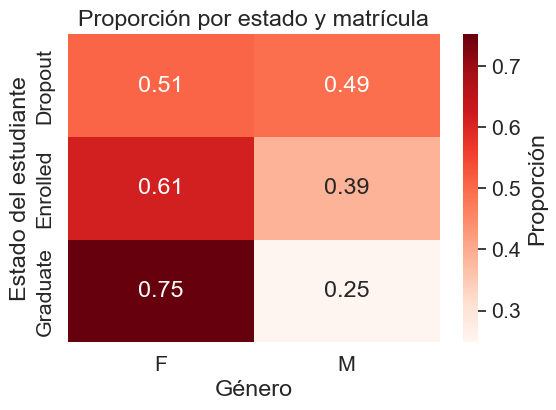 Proporción por estado y matrícula
Estado del estudiante
Dropout
0.51 0.49
Enrolled
0.61 0.39
Graduate
0.75 0.25
F M
Género
0.7
0.6
0.5
0.4
0.3
Proporción